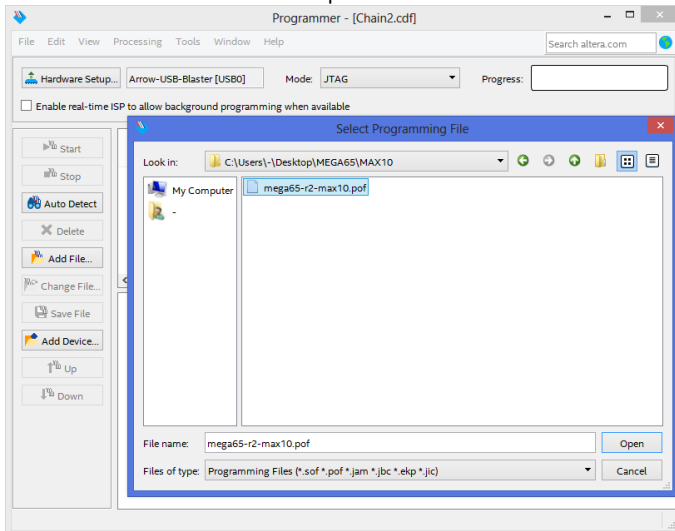 Programmer - [Chain2.cdf]
File Edit View Processing Tools Window Help
Search altera.com
Hardware Setup... Arrow-USB-Blaster [USB0] Mode: JTAG Progress:
Enable real-time ISP to allow background programming when available
Select Programming File
Start
Stop
Auto Detect
Delete
Add File...
Change File...
Save File
Add Device...
Up
Down
Look in: C:\Users\-\Desktop\MEGA65\MAX10
My Computer
-
mega65-r2-max10.pof
File name: mega65-r2-max10.pof Open
Files of type: Programming Files (*.sof *.pof *.jam *.jbc *.ekp *.jic) Cancel